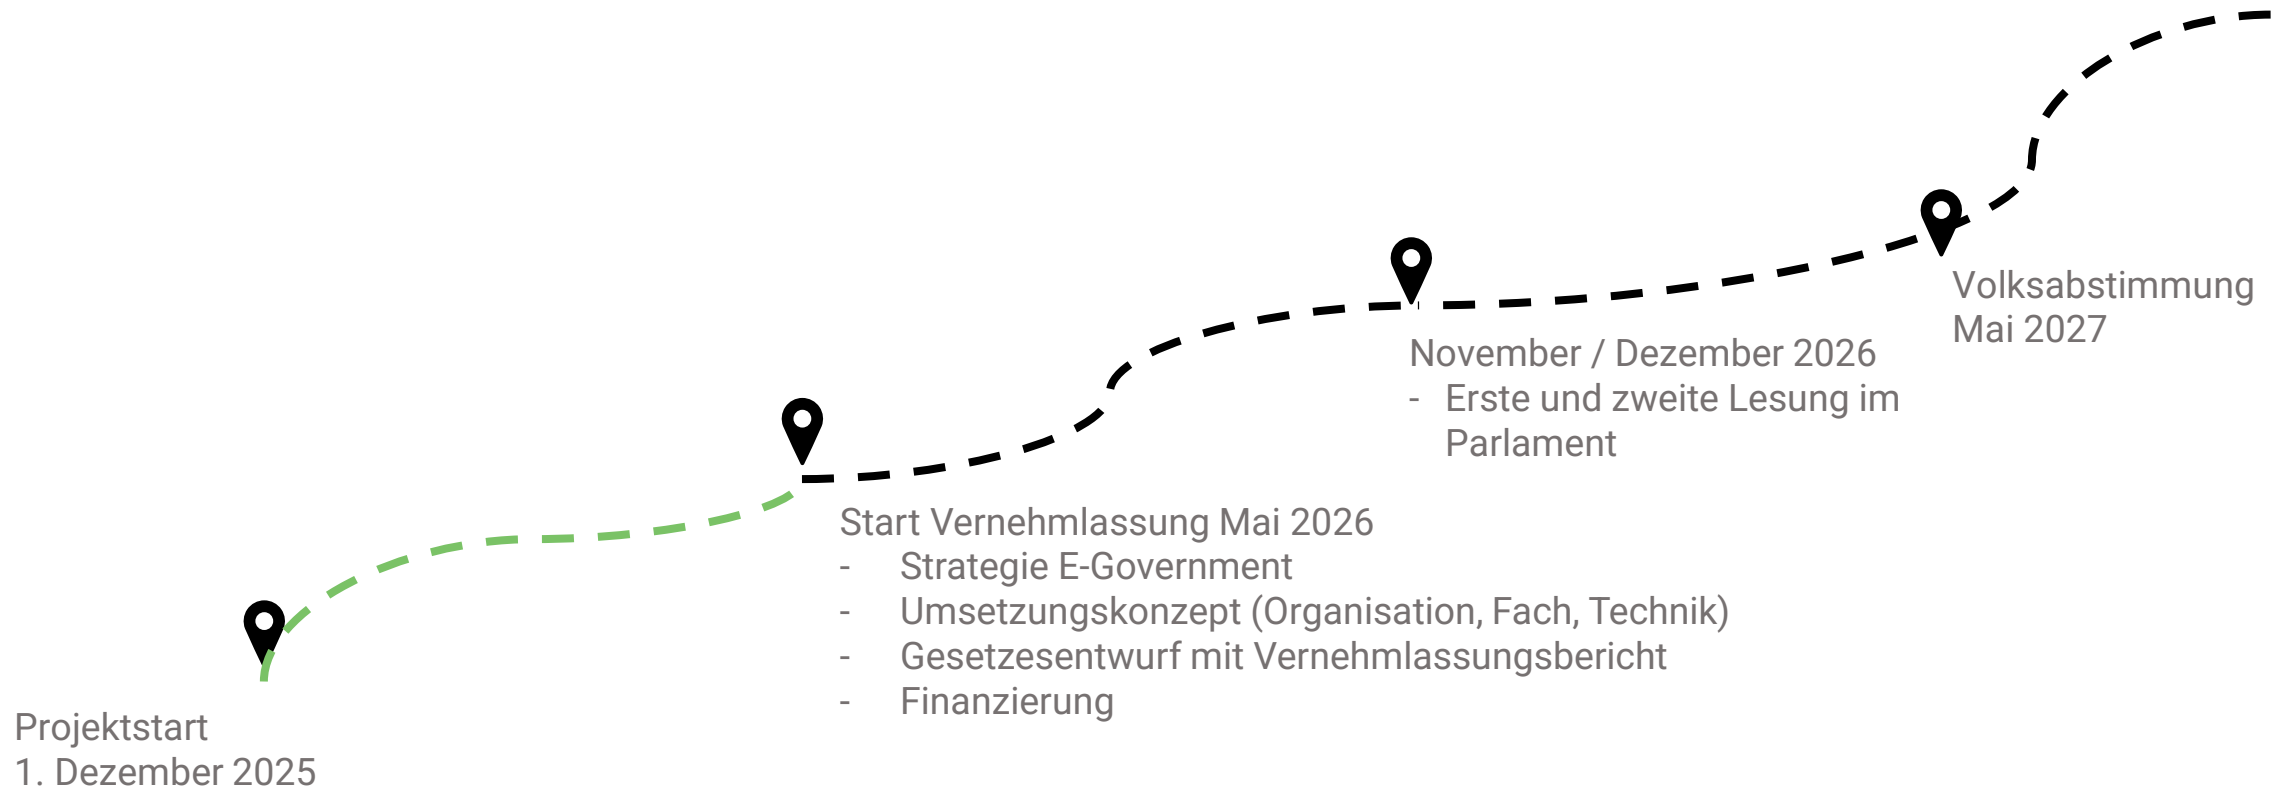 Projektstart
1. Dezember 2025
Start Vernehmlassung Mai 2026
- Strategie E-Government
- Umsetzungskonzept (Organisation, Fach, Technik)
- Gesetzesentwurf mit Vernehmlassungsbericht
- Finanzierung
November / Dezember 2026
- Erste und zweite Lesung im
Parlament
Volksabstimmung
Mai 2027